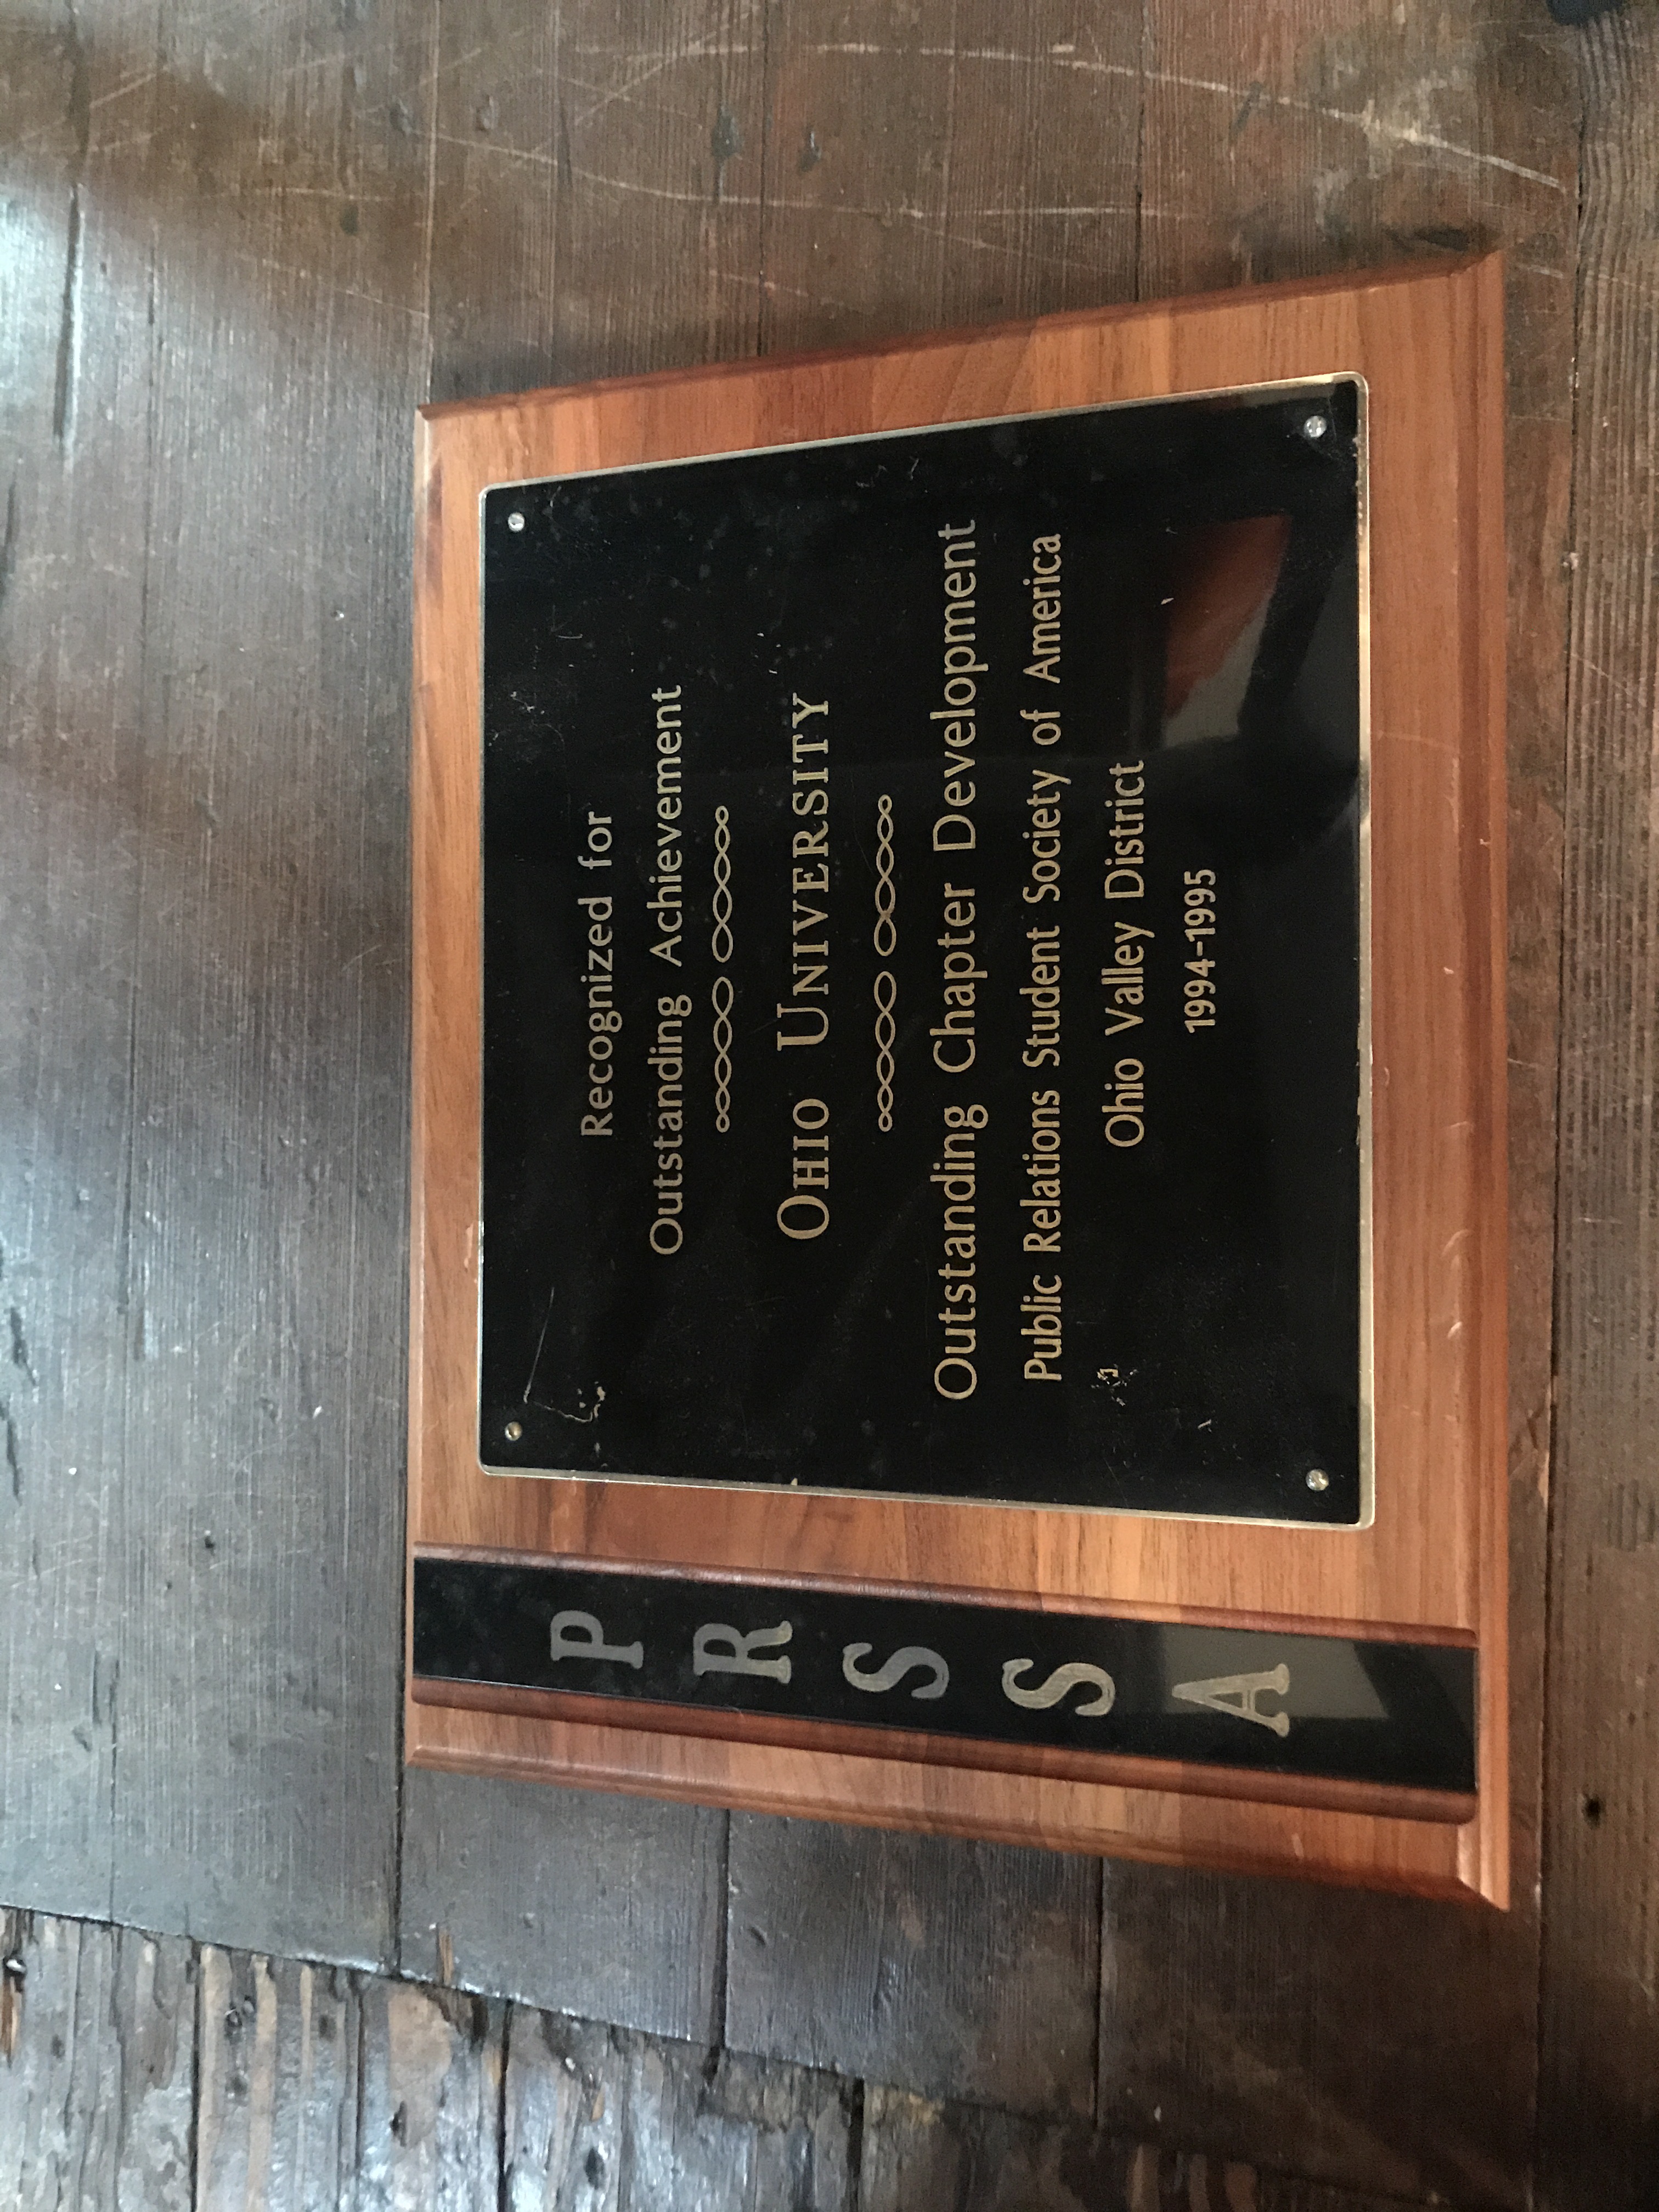 PRSSA
Recognized for
Outstanding Achievement
OHIO UNIVERSITY
Outstanding Chapter Development
Public Relations Student Society of America
Ohio Valley District
1994-1995